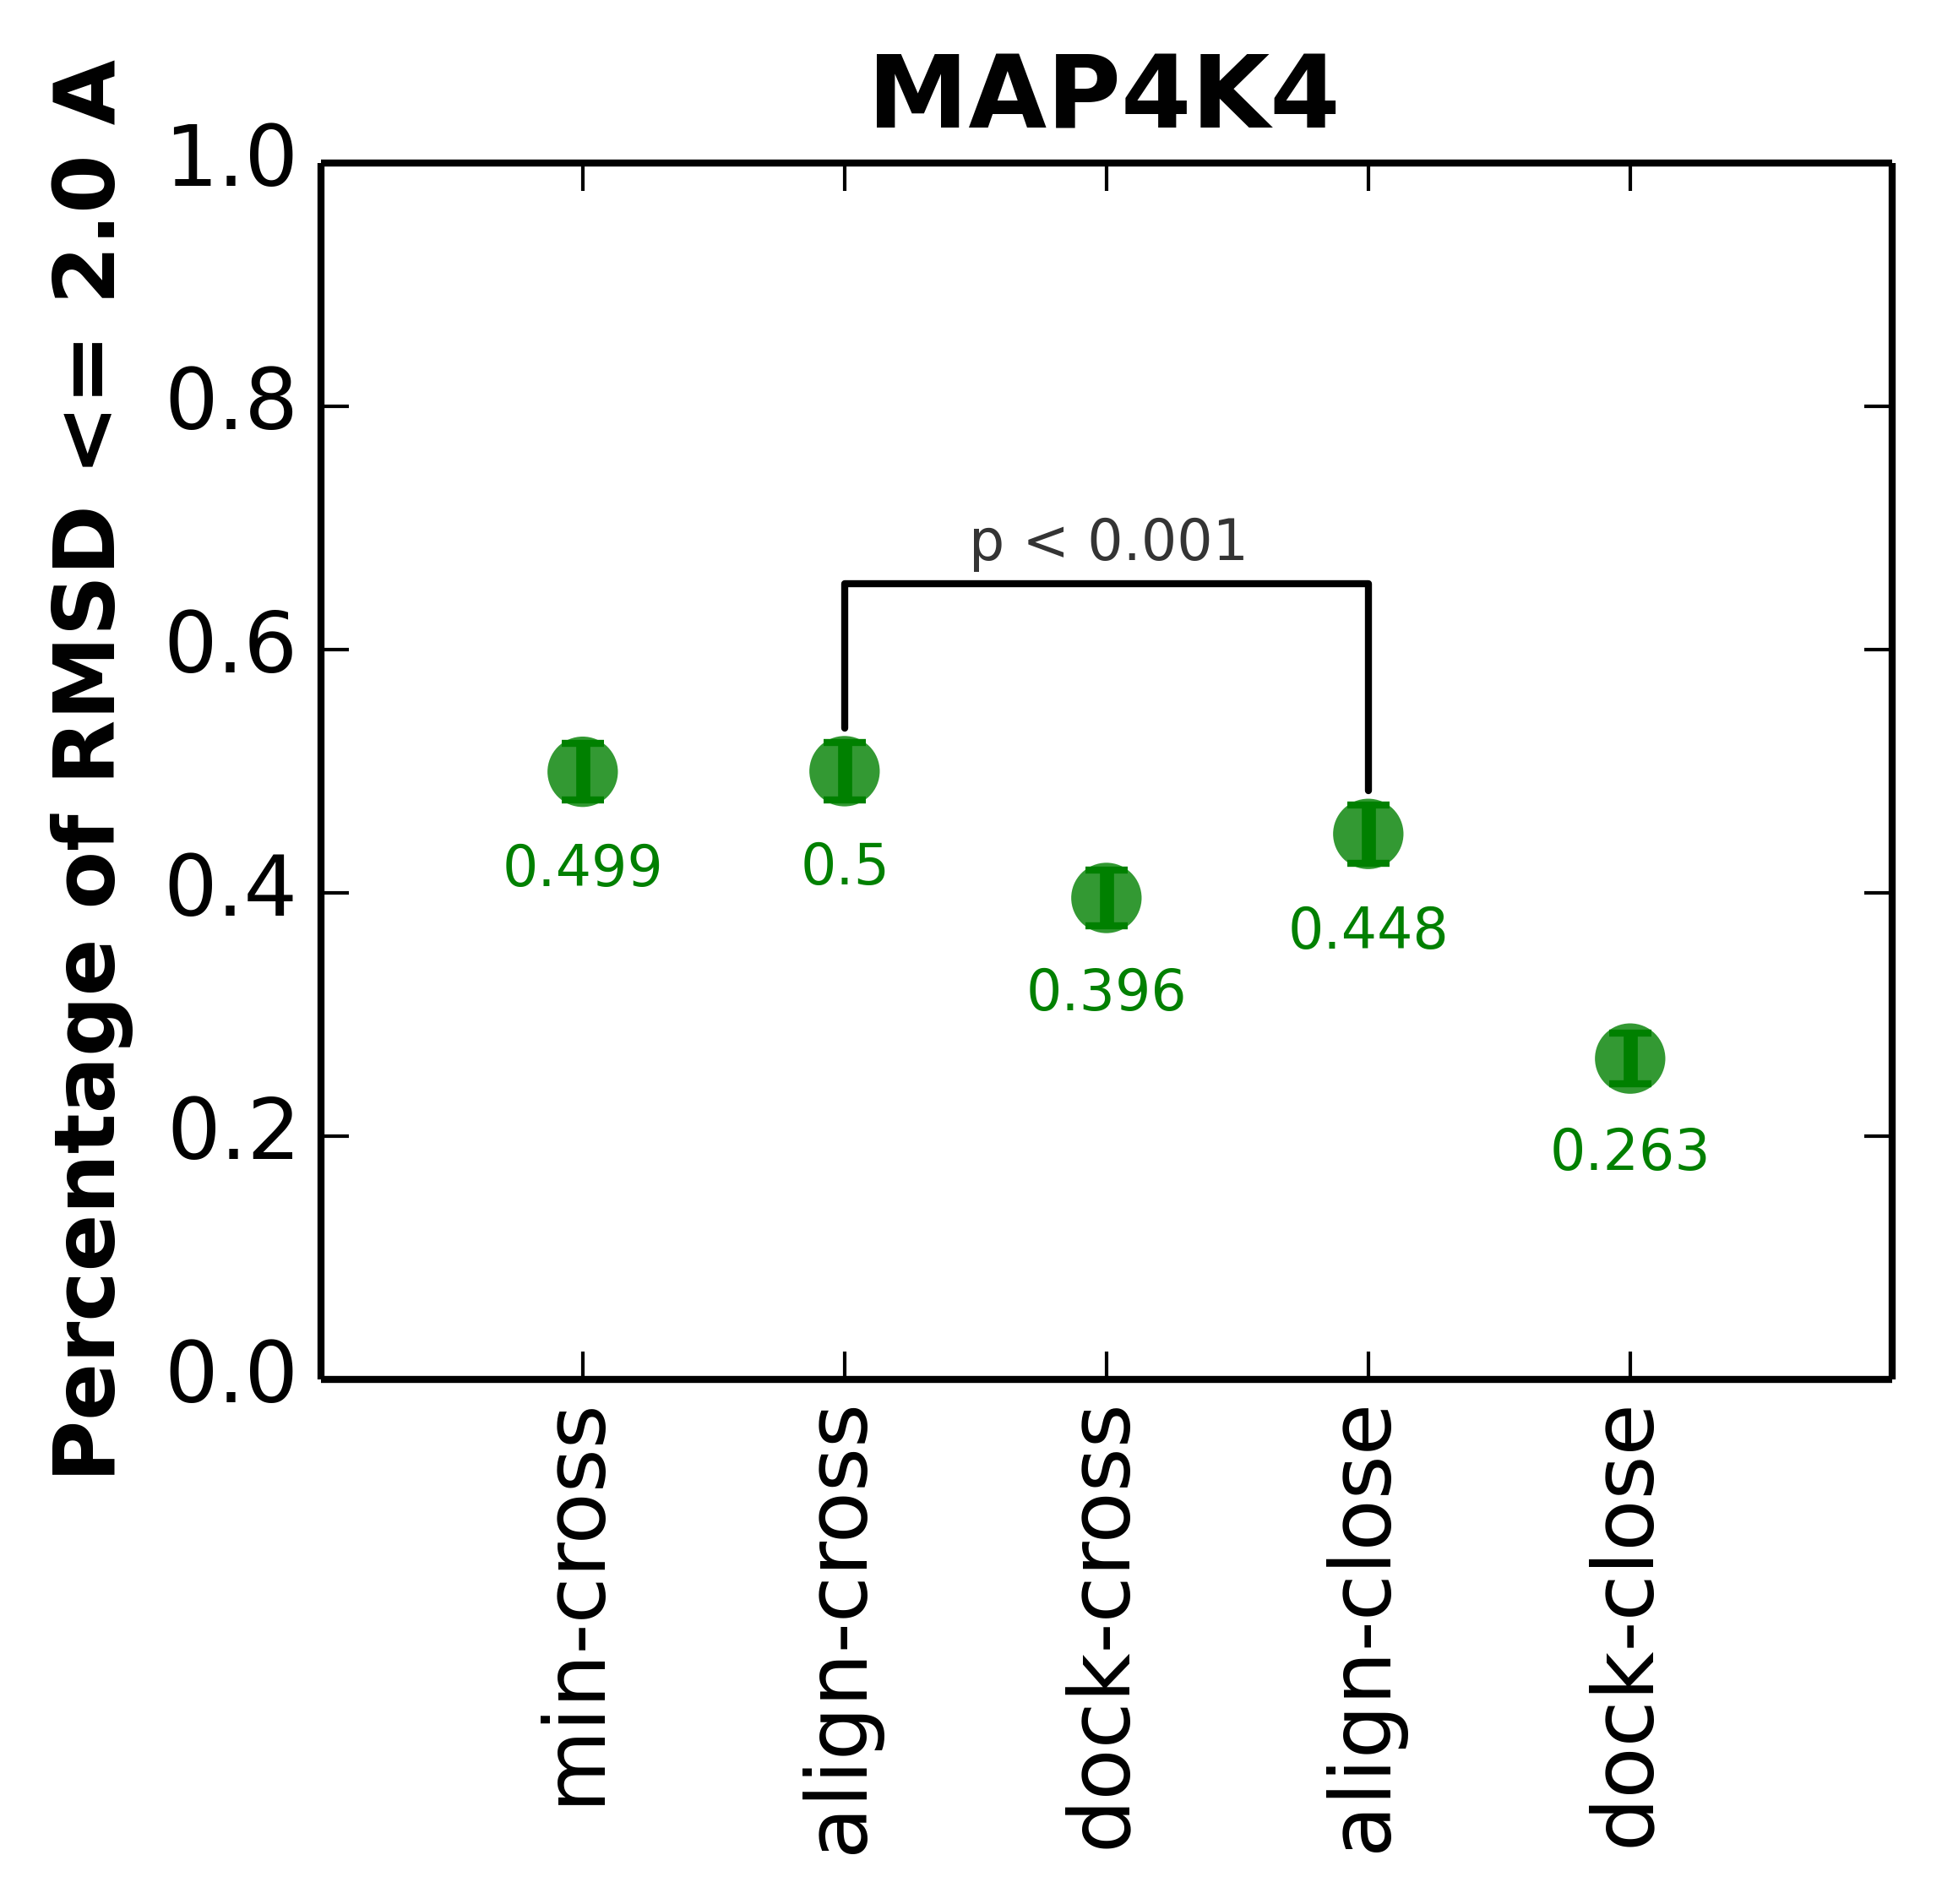 MAP4K4
Percentage of RMSD <= 2.0 A
1.0
0.8
0.6
0.4
0.2
0.0
p < 0.001
0.499
0.5
0.396
0.448
0.263
min-cross
align-cross
dock-cross
align-close
dock-close